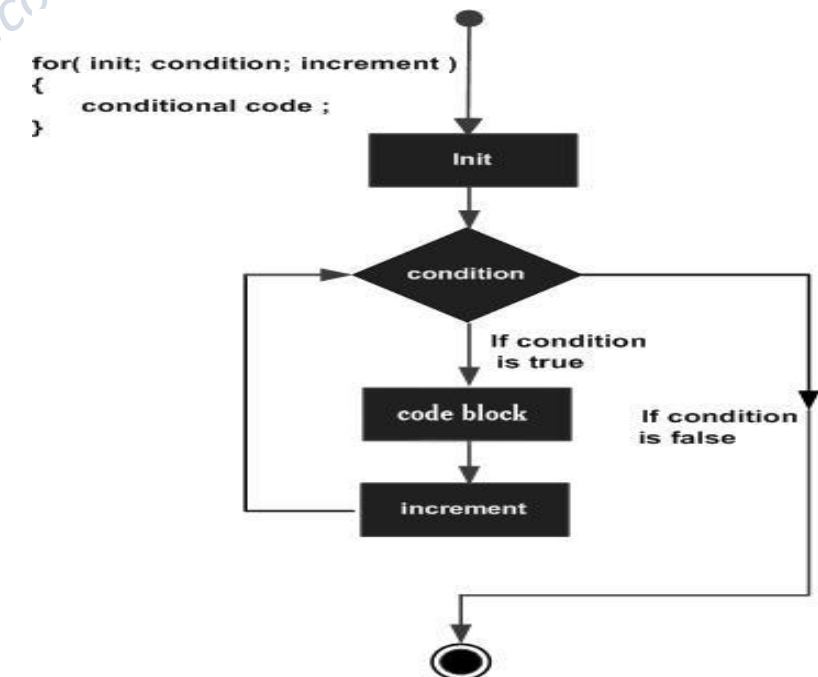 for( init; condition; increment )
{
conditional code ;
}
Init
condition
If condition
is true
code block
If condition
is false
increment